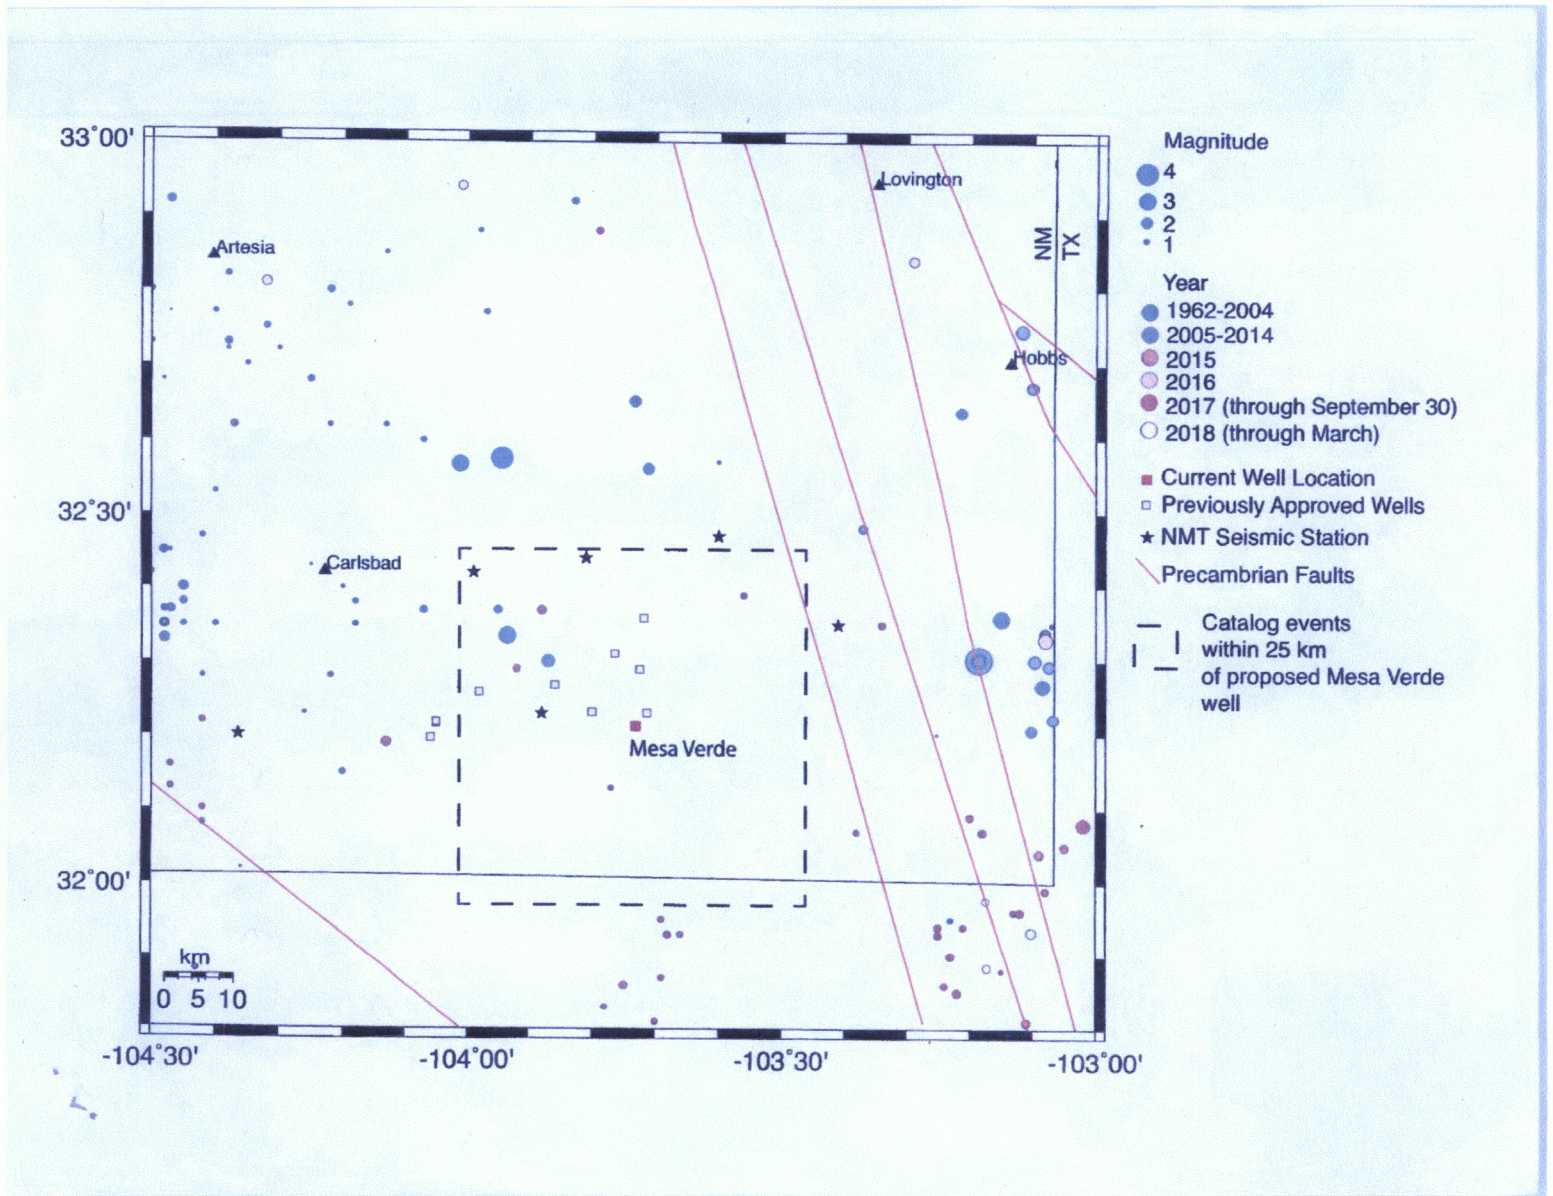 33°00'
Artesia
Lovington
NM
TX
Hobbs
32°30'
Carlsbad
Mesa Verde
32°00'
km
0 5 10
-104°30'
-104°00'
-103°30'
-103°00'
Magnitude
4
3
2
1
Year
1962-2004
2005-2014
2015
2016
2017 (through September 30)
2018 (through March)
Current Well Location
Previously Approved Wells
NMT Seismic Station
Precambrian Faults
Catalog events
within 25 km
of proposed Mesa Verde
well